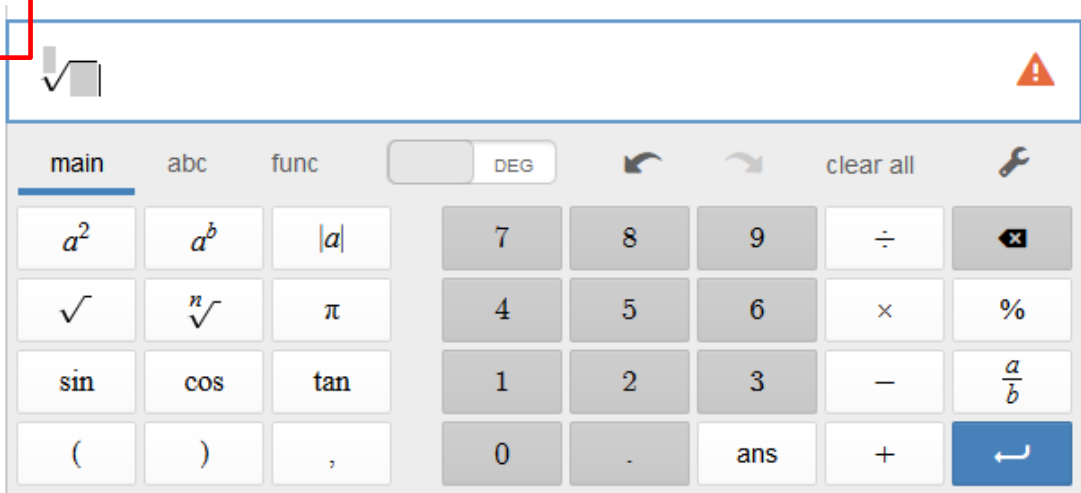 √
main abc func DEG clear all
a² aᵇ |a| 7 8 9 ÷
√ ⁿ√ π 4 5 6 × %
sin cos tan 1 2 3 − a/b
( ) , 0 . ans +